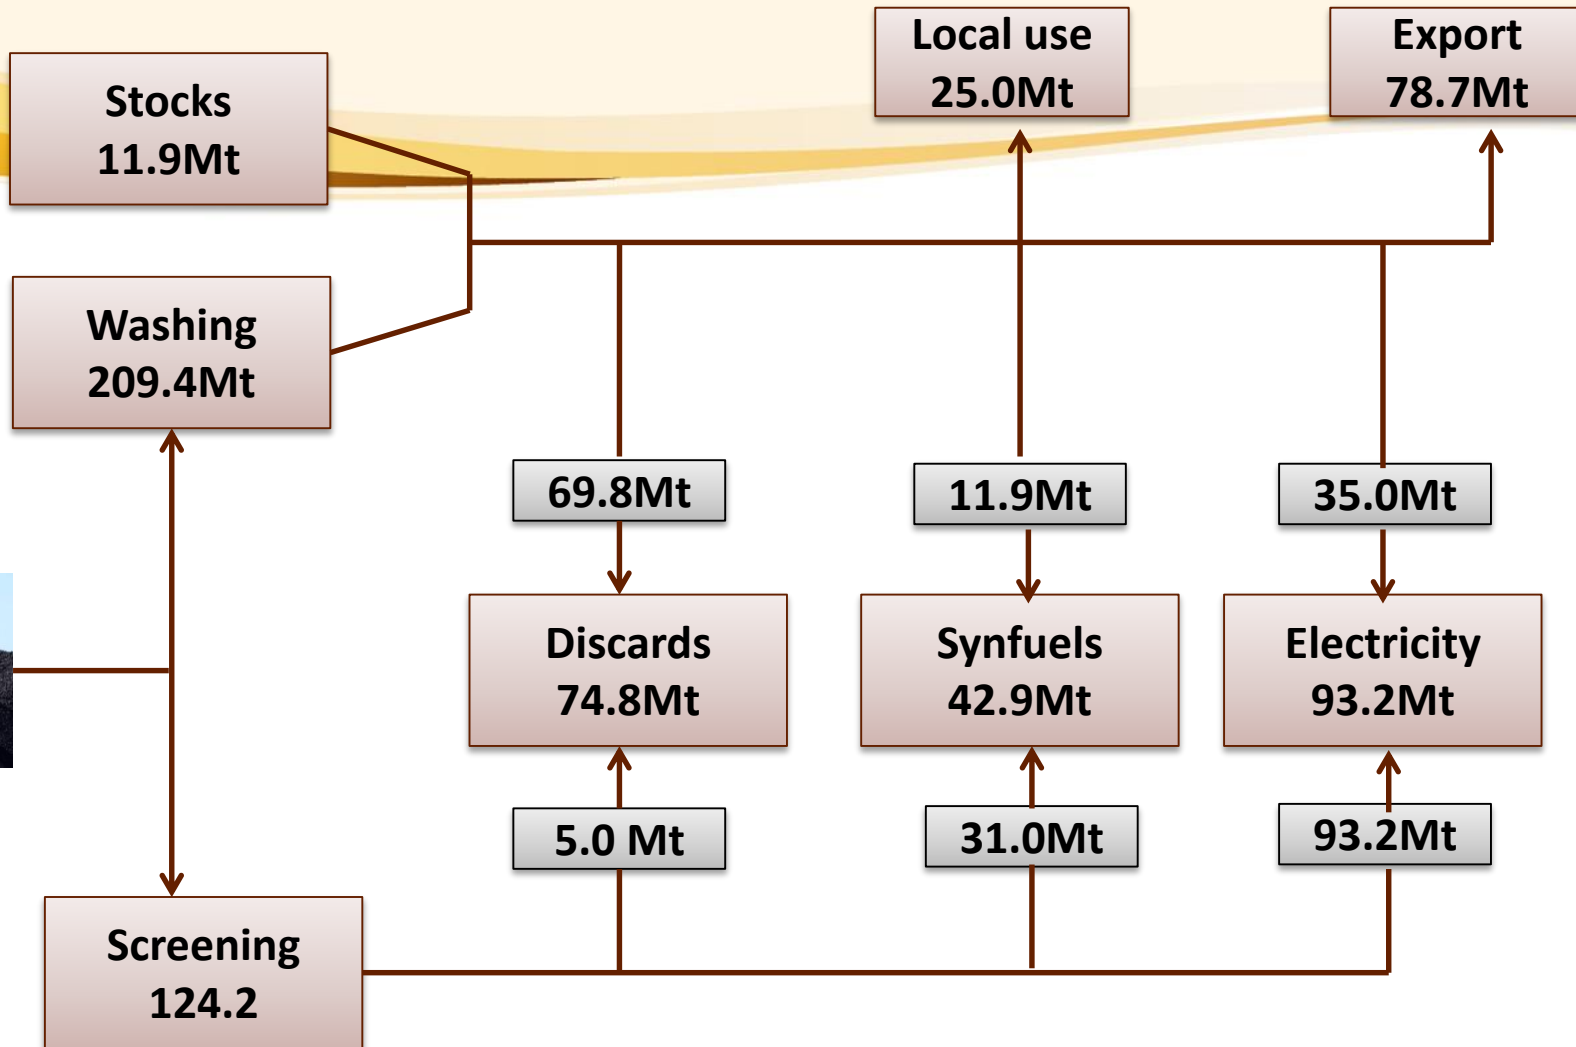 Local use
25.0Mt
Export
78.7Mt
Stocks
11.9Mt
Washing
209.4Mt
69.8Mt
11.9Mt
35.0Mt
Discards
74.8Mt
Synfuels
42.9Mt
Electricity
93.2Mt
5.0 Mt
31.0Mt
93.2Mt
Screening
124.2